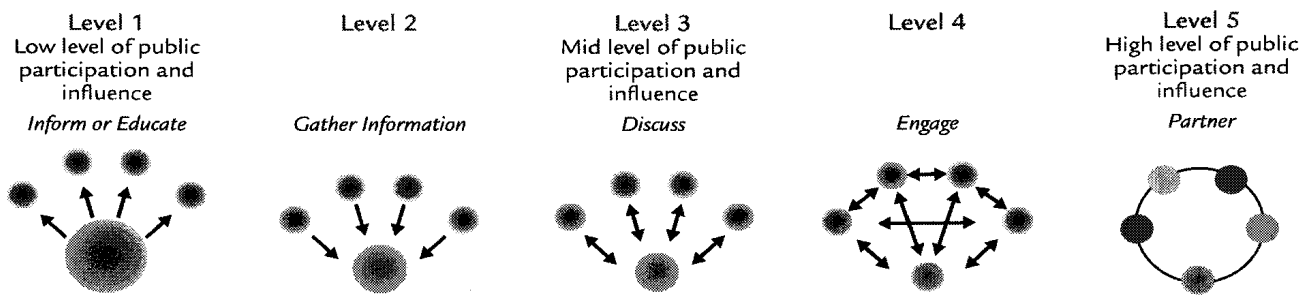 Level 1
Low level of public
participation and
influence
Inform or Educate
Level 2
Gather Information
Level 3
Mid level of public
participation and
influence
Discuss
Level 4
Engage
Level 5
High level of public
participation and
influence
Partner